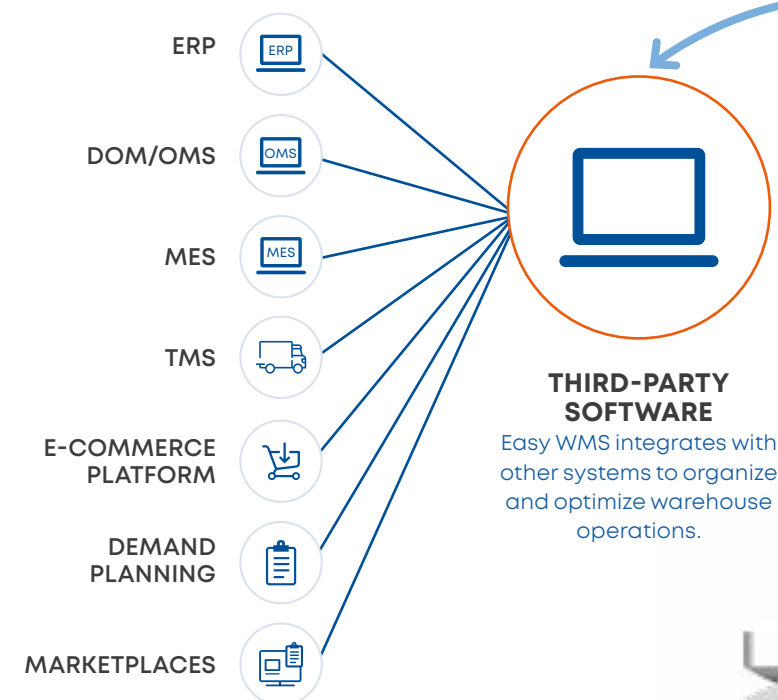 ERP
ERP
DOM/OMS
OMS
MES
MES
TMS
E-COMMERCE
PLATFORM
DEMAND
PLANNING
MARKETPLACES
THIRD-PARTY
SOFTWARE
Easy WMS integrates with
other systems to organize
and optimize warehouse
operations.